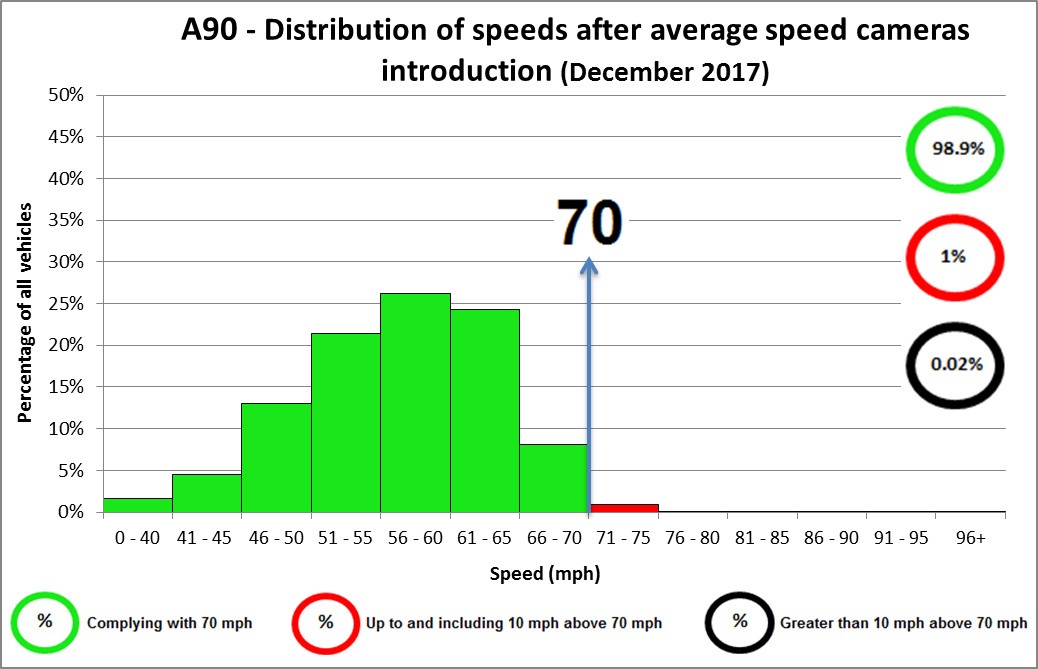 A90 - Distribution of speeds after average speed cameras
introduction (December 2017)
50%
45%
40%
35%
30%
25%
20%
15%
10%
5%
0%
Percentage of all vehicles
70
98.9%
1%
0.02%
0 - 40 41 - 45 46 - 50 51 - 55 56 - 60 61 - 65 66 - 70 71 - 75 76 - 80 81 - 85 86 - 90 91 - 95 96+
Speed (mph)
% Complying with 70 mph % Up to and including 10 mph above 70 mph % Greater than 10 mph above 70 mph